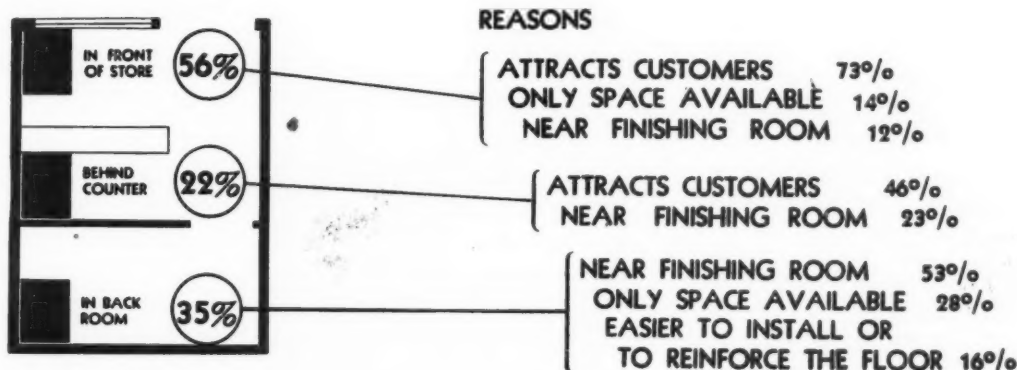 REASONS
IN FRONT
OF STORE
56%
ATTRACTS CUSTOMERS 73%
ONLY SPACE AVAILABLE 14%
NEAR FINISHING ROOM 12%
BEHIND
COUNTER
22%
ATTRACTS CUSTOMERS 46%
NEAR FINISHING ROOM 23%
IN BACK
ROOM
35%
NEAR FINISHING ROOM 53%
ONLY SPACE AVAILABLE 28%
EASIER TO INSTALL OR
TO REINFORCE THE FLOOR 16%